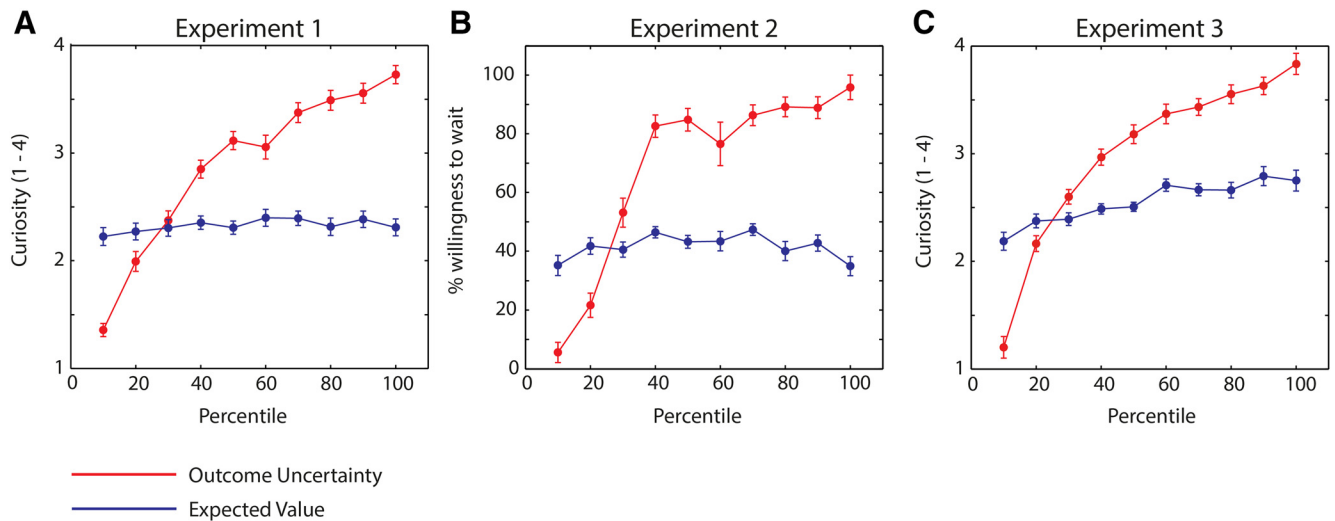 A
Experiment 1
4
3
2
1
0
20
40
60
80
100
Curiosity (1 - 4)
Percentile
B
Experiment 2
100
80
60
40
20
0
0
20
40
60
80
100
% willingness to wait
Percentile
C
Experiment 3
4
3
2
1
0
20
40
60
80
100
Curiosity (1 - 4)
Percentile
Outcome Uncertainty
Expected Value